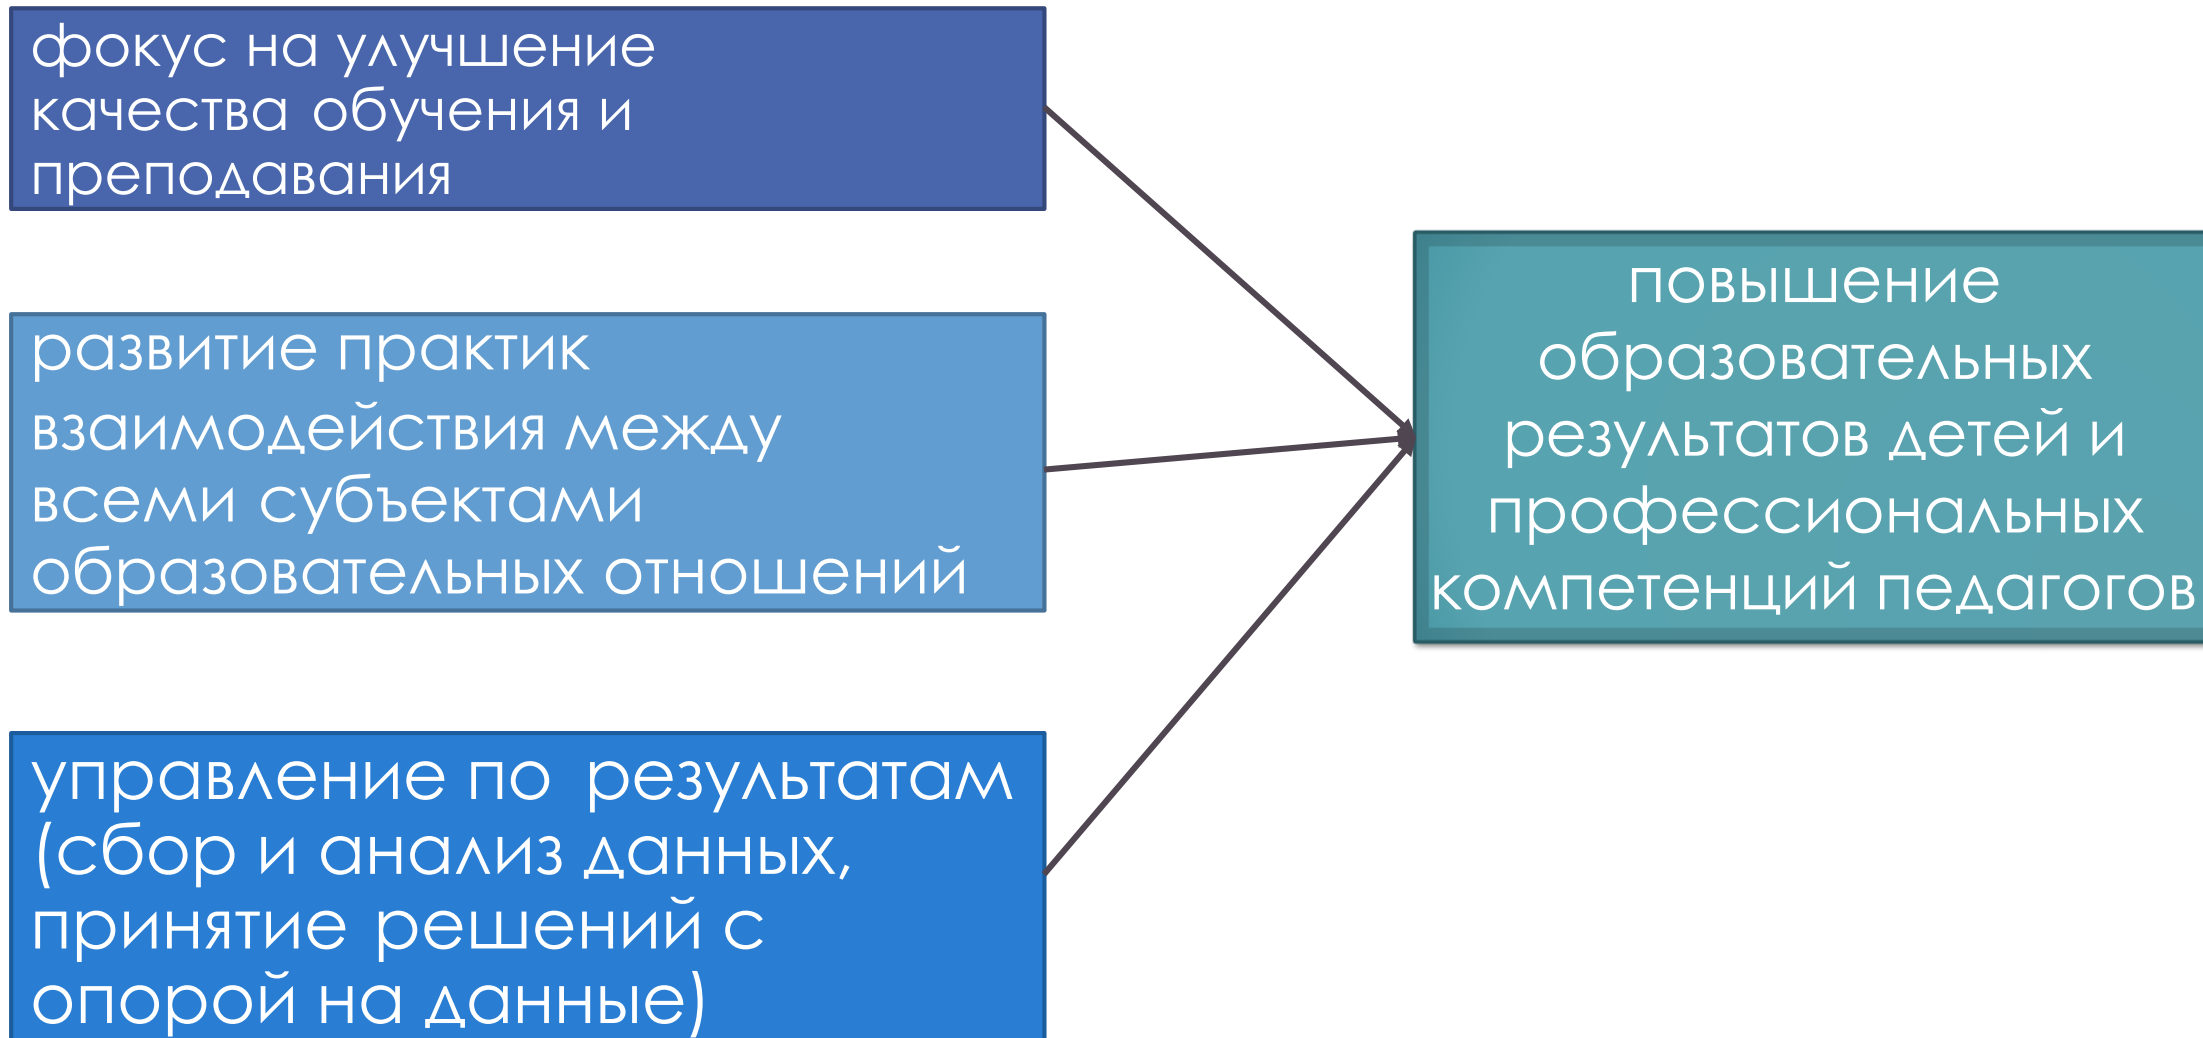 фокус на улучшение
качества обучения и
преподавания
развитие практик
взаимодействия между
всеми субъектами
образовательных отношений
управление по результатам
(сбор и анализ данных,
принятие решений с
опорой на данные)
повышение
образовательных
результатов детей и
профессиональных
компетенций педагогов